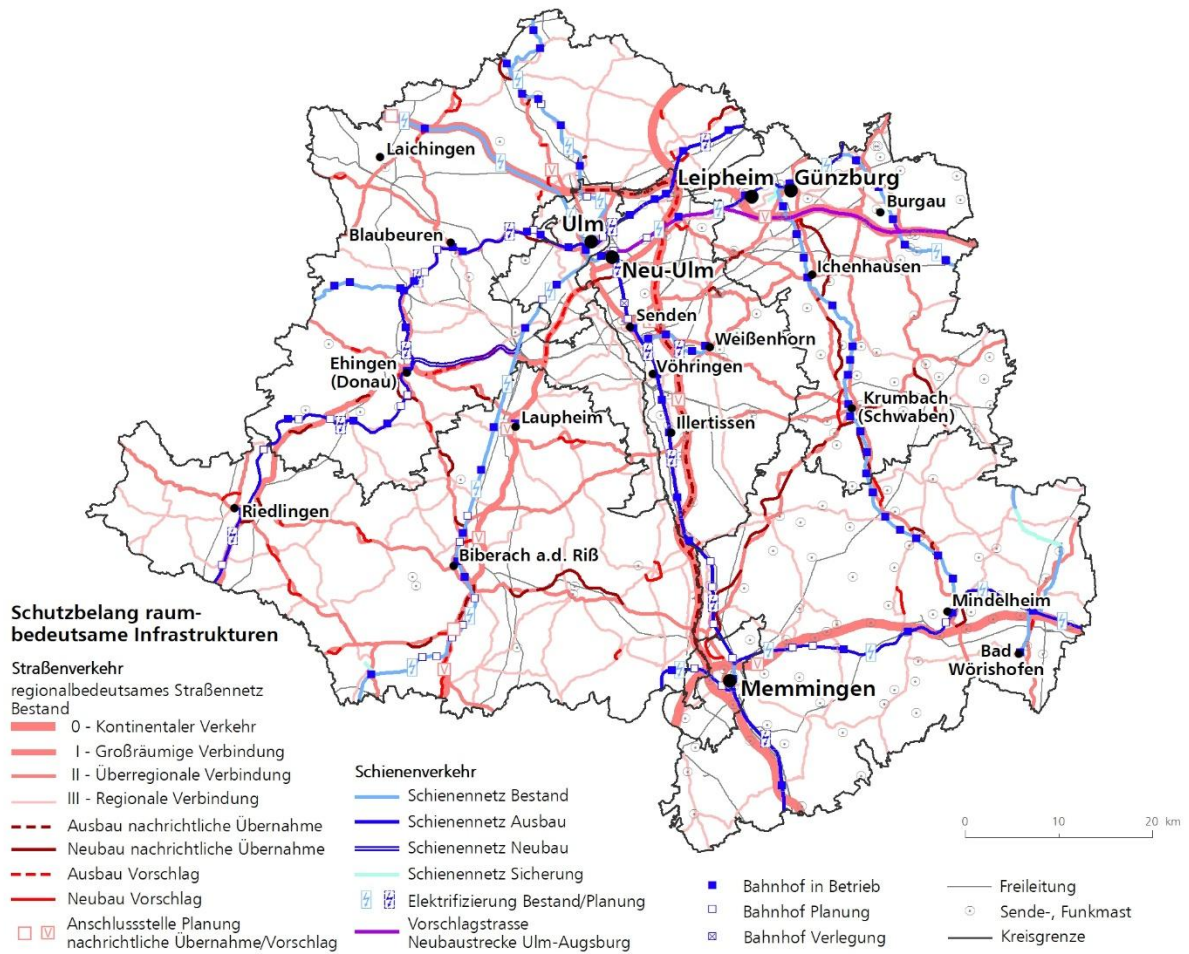 Laichingen
Leipheim
Günzburg
Burgau
Blaubeuren
Ulm
Neu-Ulm
Ichenhausen
Senden
Weißenhorn
Ehingen
(Donau)
Vöhringen
Krumbach
(Schwaben)
Laupheim
Illertissen
Riedlingen
Biberach a.d. Riß
Mindelheim
Bad
Wörishofen
Memmingen
Schutzbelang raum-
bedeutsame Infrastrukturen
Straßenverkehr
regionalbedeutsames Straßennetz
Bestand
0 - Kontinentaler Verkehr
I - Großräumige Verbindung
II - Überregionale Verbindung
III - Regionale Verbindung
Ausbau nachrichtliche Übernahme
Neubau nachrichtliche Übernahme
Ausbau Vorschlag
Neubau Vorschlag
V Anschlussstelle Planung
nachrichtliche Übernahme/Vorschlag
Schienenverkehr
Schienennetz Bestand
Schienennetz Ausbau
Schienennetz Neubau
Schienennetz Sicherung
Elektrifizierung Bestand/Planung
Vorschlagstrasse
Neubaustrecke Ulm-Augsburg
Bahnhof in Betrieb
Bahnhof Planung
Bahnhof Verlegung
0 10 20 km
Freileitung
Sende-, Funkmast
Kreisgrenze